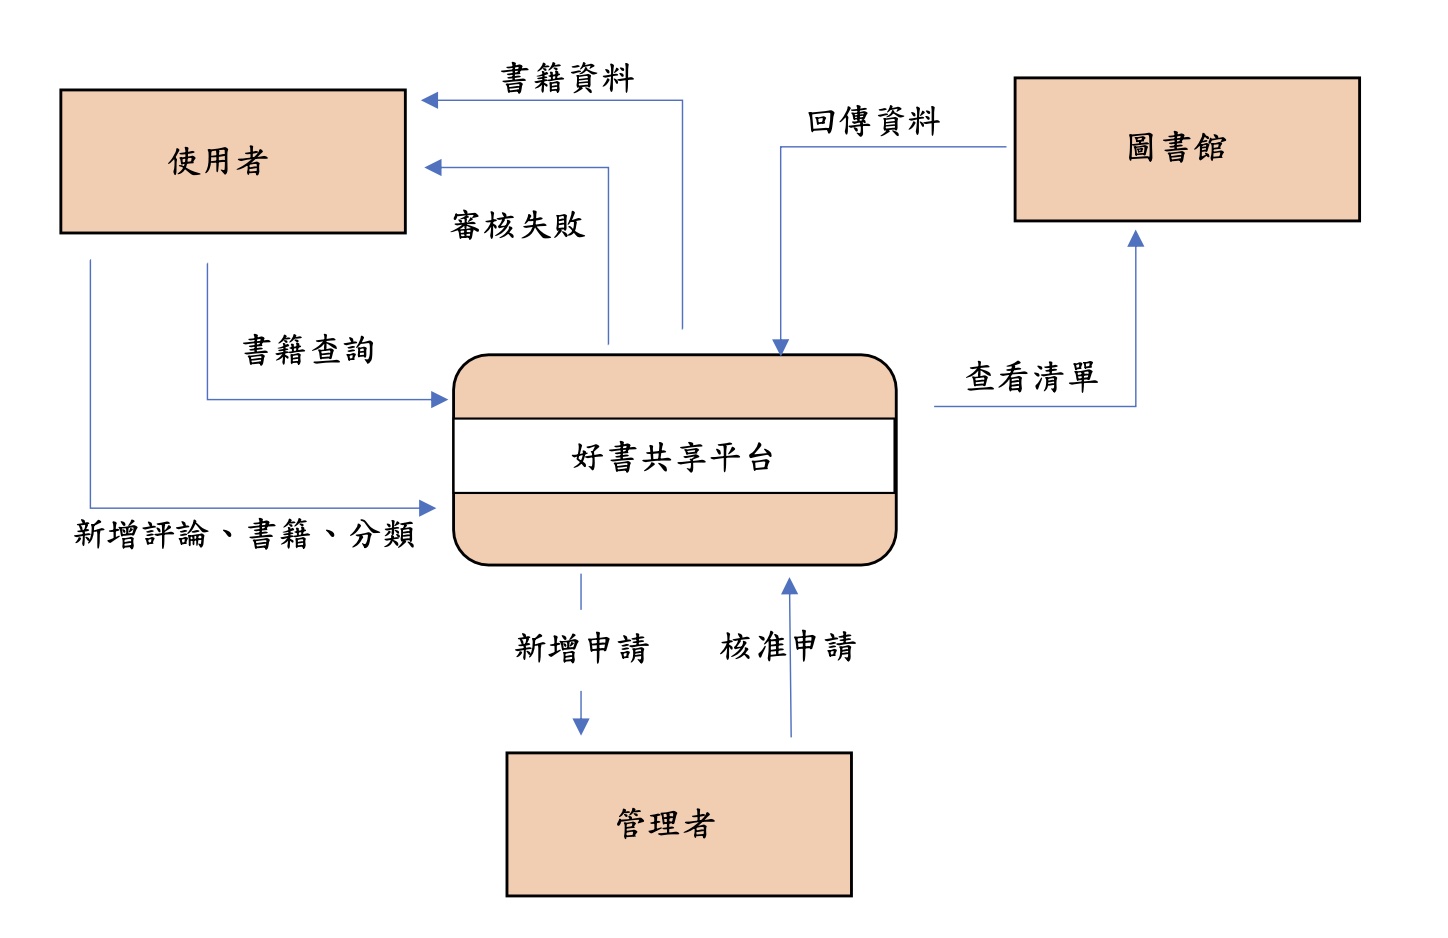 書籍資料
回傳資料
圖書館
使用者
審核失敗
書籍查詢
查看清單
好書共享平台
新增評論、書籍、分類
新增申請
核准申請
管理者